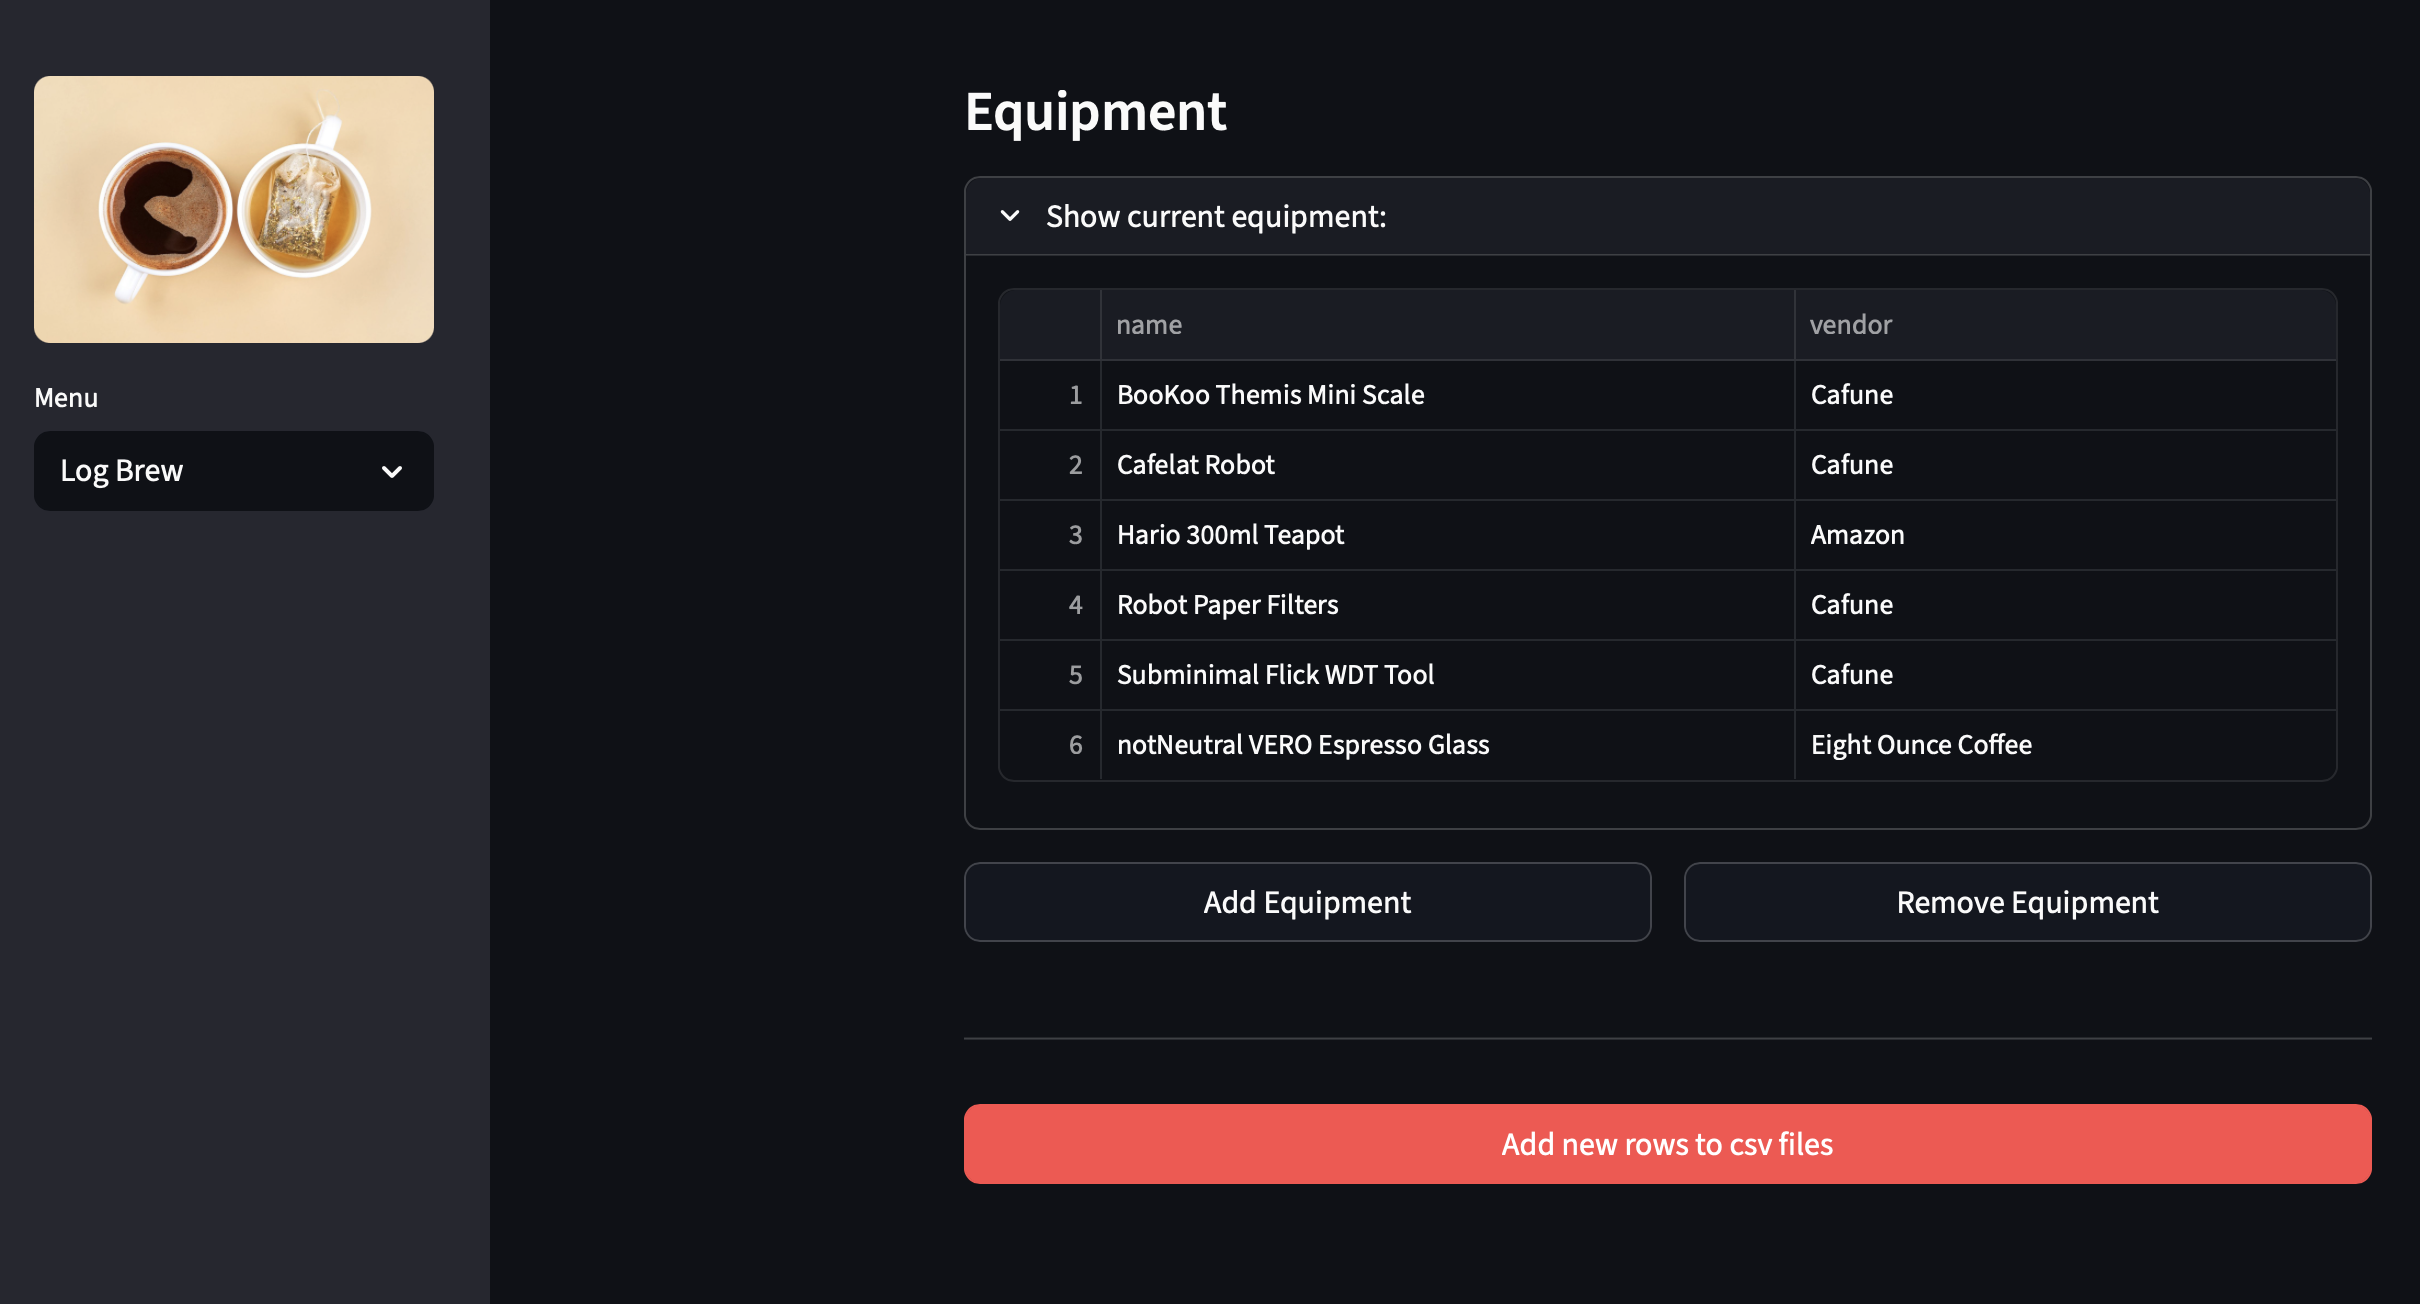 Menu
Log Brew
Equipment
Show current equipment:
name vendor
1 BooKoo Themis Mini Scale Cafune
2 Cafelat Robot Cafune
3 Hario 300ml Teapot Amazon
4 Robot Paper Filters Cafune
5 Subminimal Flick WDT Tool Cafune
6 notNeutral VERO Espresso Glass Eight Ounce Coffee
Add Equipment Remove Equipment
Add new rows to csv files